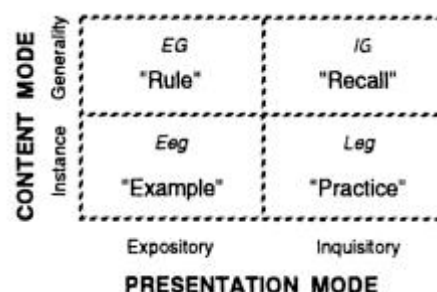 CONTENT MODE
Generality
Instance
EG
IG
"Rule"
"Recall"
Eeg
Leg
"Example"
"Practice"
Expository
Inquisitory
PRESENTATION MODE